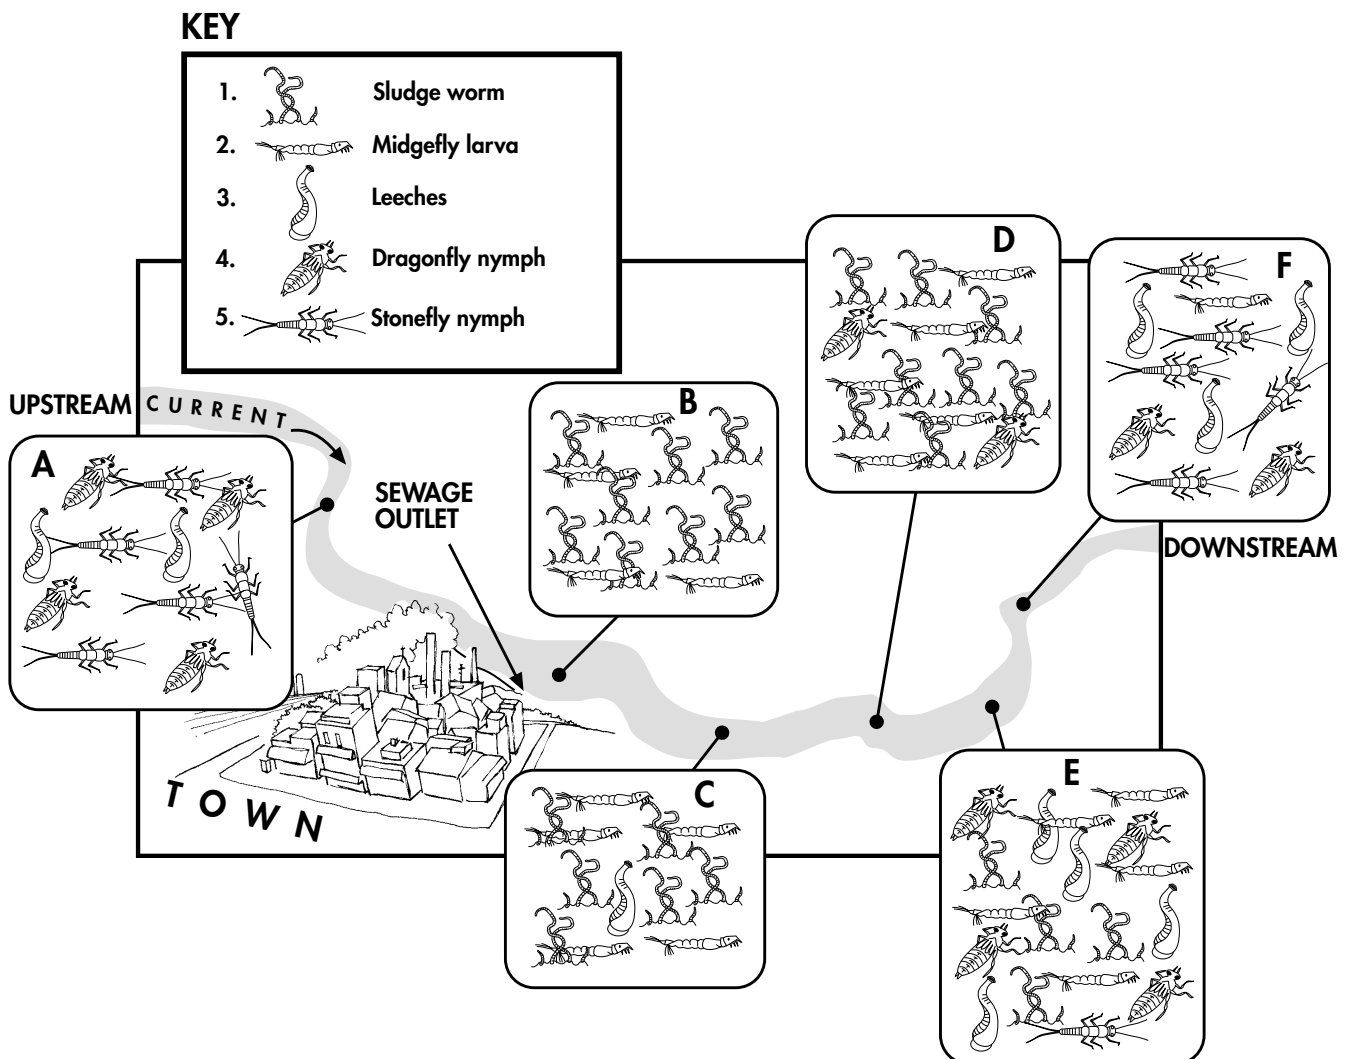 KEY
1. Sludge worm
2. Midgefly larva
3. Leeches
4. Dragonfly nymph
5. Stonefly nymph
D
F
UPSTREAM
CURRENT
B
A
SEWAGE
OUTLET
DOWNSTREAM
TOWN
C
E